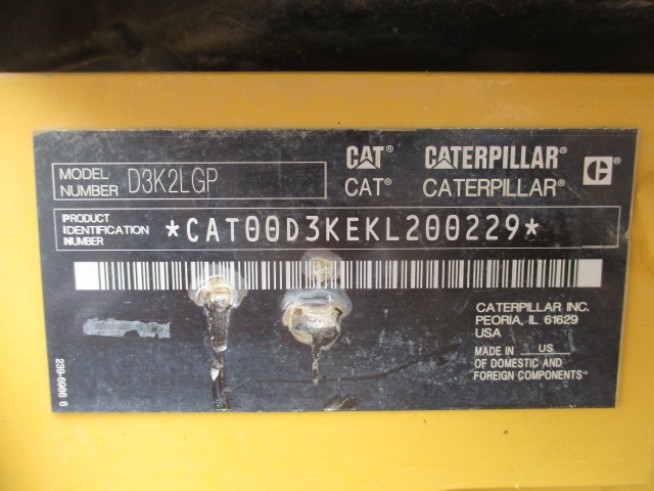 MODEL
NUMBER D3K2LGP
CAT® CATERPILLAR®
CAT® CATERPILLAR®
C
PRODUCT
IDENTIFICATION
NUMBER
*CAT00D3KEKL200229*
CATERPILLAR INC.
PEORIA, IL 61629
USA
MADE IN US
OF DOMESTIC AND
FOREIGN COMPONENTS
239-6966 6